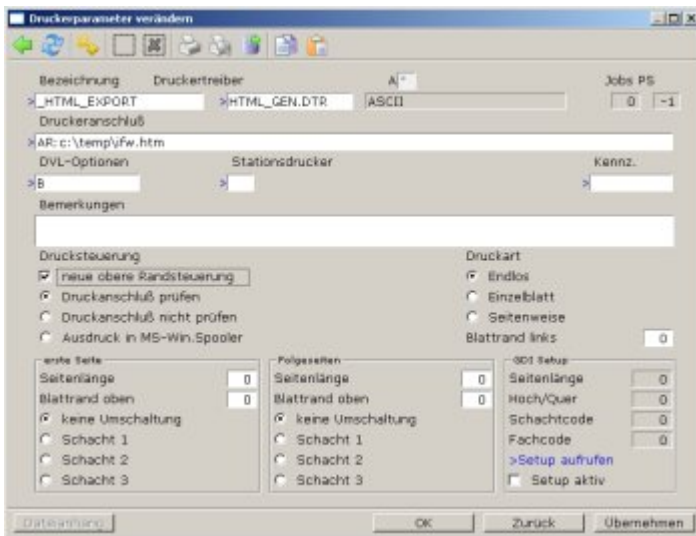 Druckerparameter verändern
Bezeichnung Druckertreiber A * Jobs PS
>_HTML_EXPORT >HTML_GEN.DTR ASCII 0 -1
Druckeranschluß
>AR:c:\temp\ifw.htm
DVL-Optionen Stationsdrucker Kennz.
>B > >
Bemerkungen
Drucksteuerung Druckart
neue obere Randsteuerung Endlos
Druckanschluß prüfen Einzelblatt
Druckanschluß nicht prüfen Seitenweise
Ausdruck in MS-Win.Spooler Blattrand links 0
erste Seite Folgeseiten GDI Setup
Seitenlänge 0 Seitenlänge 0 Seitenlänge 0
Blattrand oben 0 Blattrand oben 0 Hoch/Quer 0
keine Umschaltung keine Umschaltung Schachtcode 0
Schacht 1 Schacht 1 Fachcode 0
Schacht 2 Schacht 2 >Setup aufrufen
Schacht 3 Schacht 3 Setup aktiv
Dateianhang OK Zurück Übernehmen